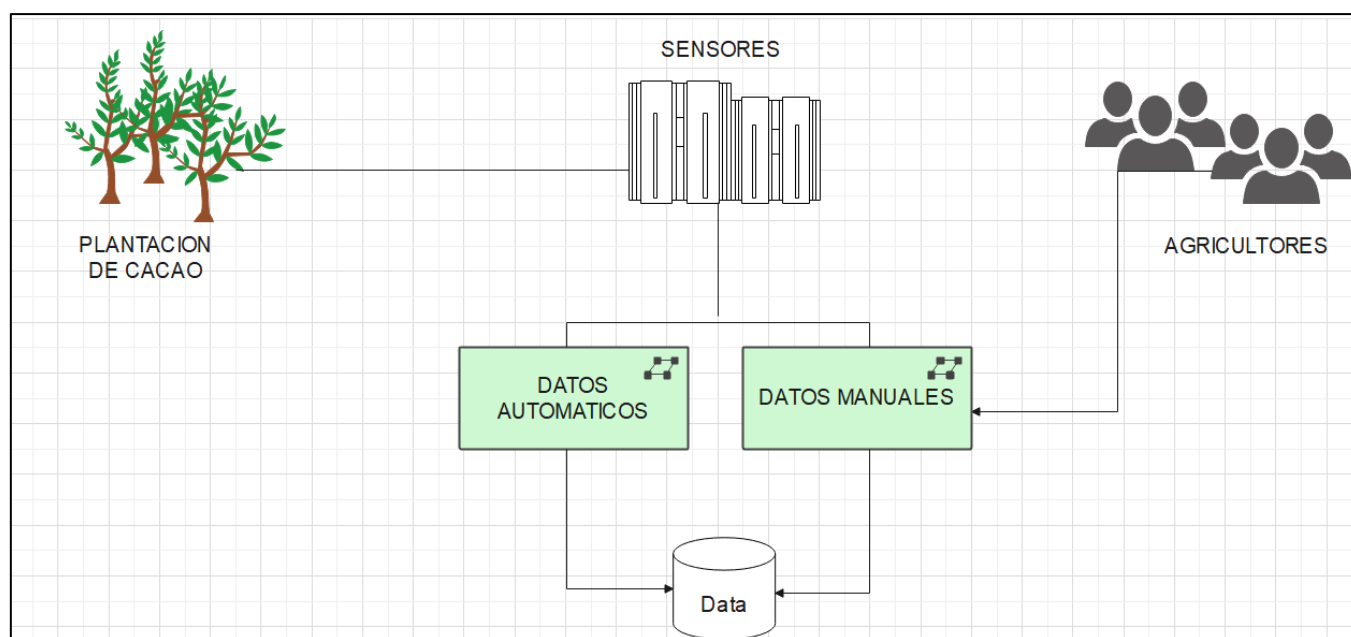 SENSORES
PLANTACION
DE CACAO
AGRICULTORES
DATOS
AUTOMATICOS
DATOS MANUALES
Data